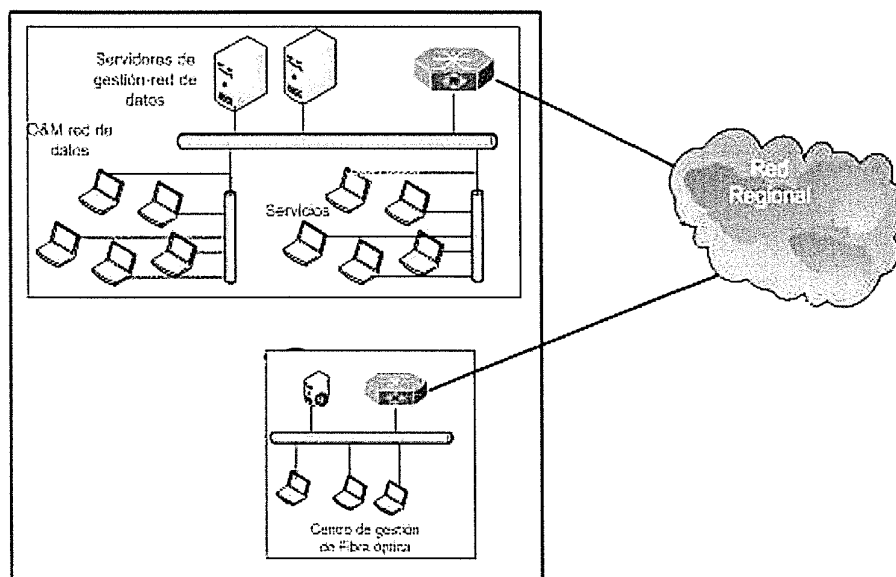 Servidores de
gestión-red de
datos
O&M red de
datos
Servicios
Red
Regional
Centro de gestión
de Fibra óptica